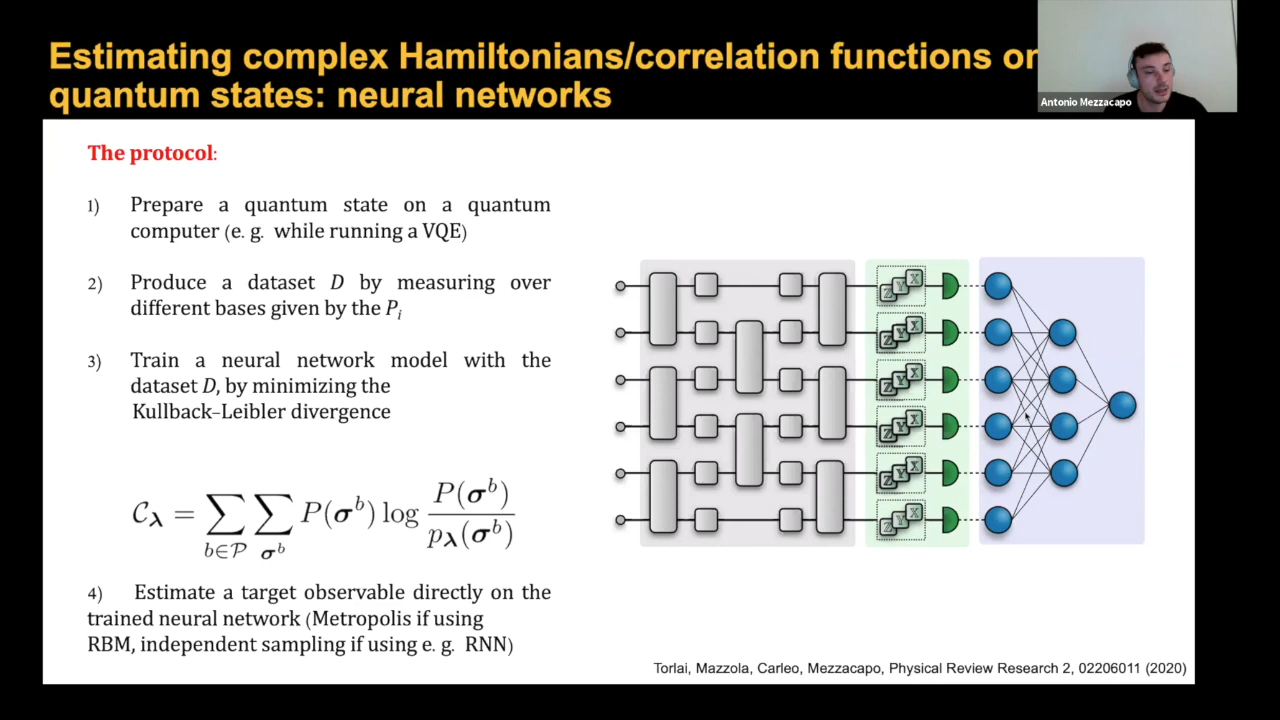 Estimating complex Hamiltonians/correlation functions on
quantum states: neural networks
Antonio Mezzacapo
The protocol:
1) Prepare a quantum state on a quantum
computer (e. g. while running a VQE)
2) Produce a dataset D by measuring over
different bases given by the Pᵢ
3) Train a neural network model with the
dataset D, by minimizing the
Kullback–Leibler divergence
𝒞_λ = ∑_{b∈𝒫} ∑_{σ^b} P(σ^b) log P(σ^b) / p_λ(σ^b)
4) Estimate a target observable directly on the
trained neural network (Metropolis if using
RBM, independent sampling if using e. g. RNN)
Z Y X
Z Y X
Z Y X
Z Y X
Z Y X
Z Y X
Torlai, Mazzola, Carleo, Mezzacapo, Physical Review Research 2, 02206011 (2020)